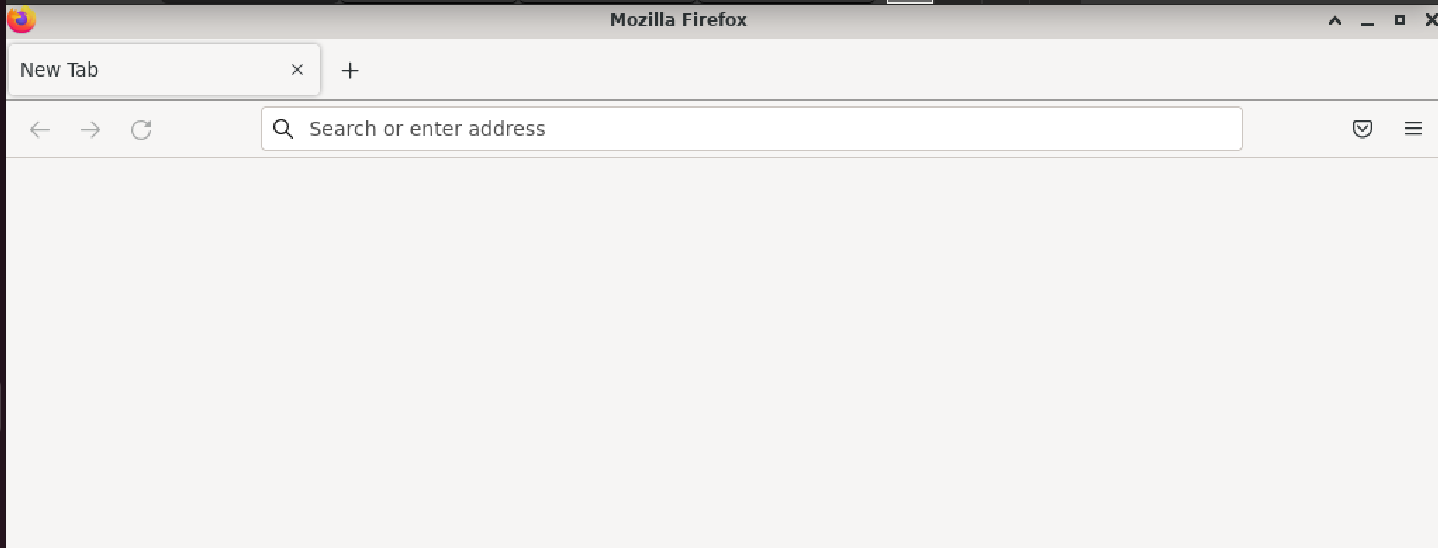 Mozilla Firefox
New Tab
Search or enter address